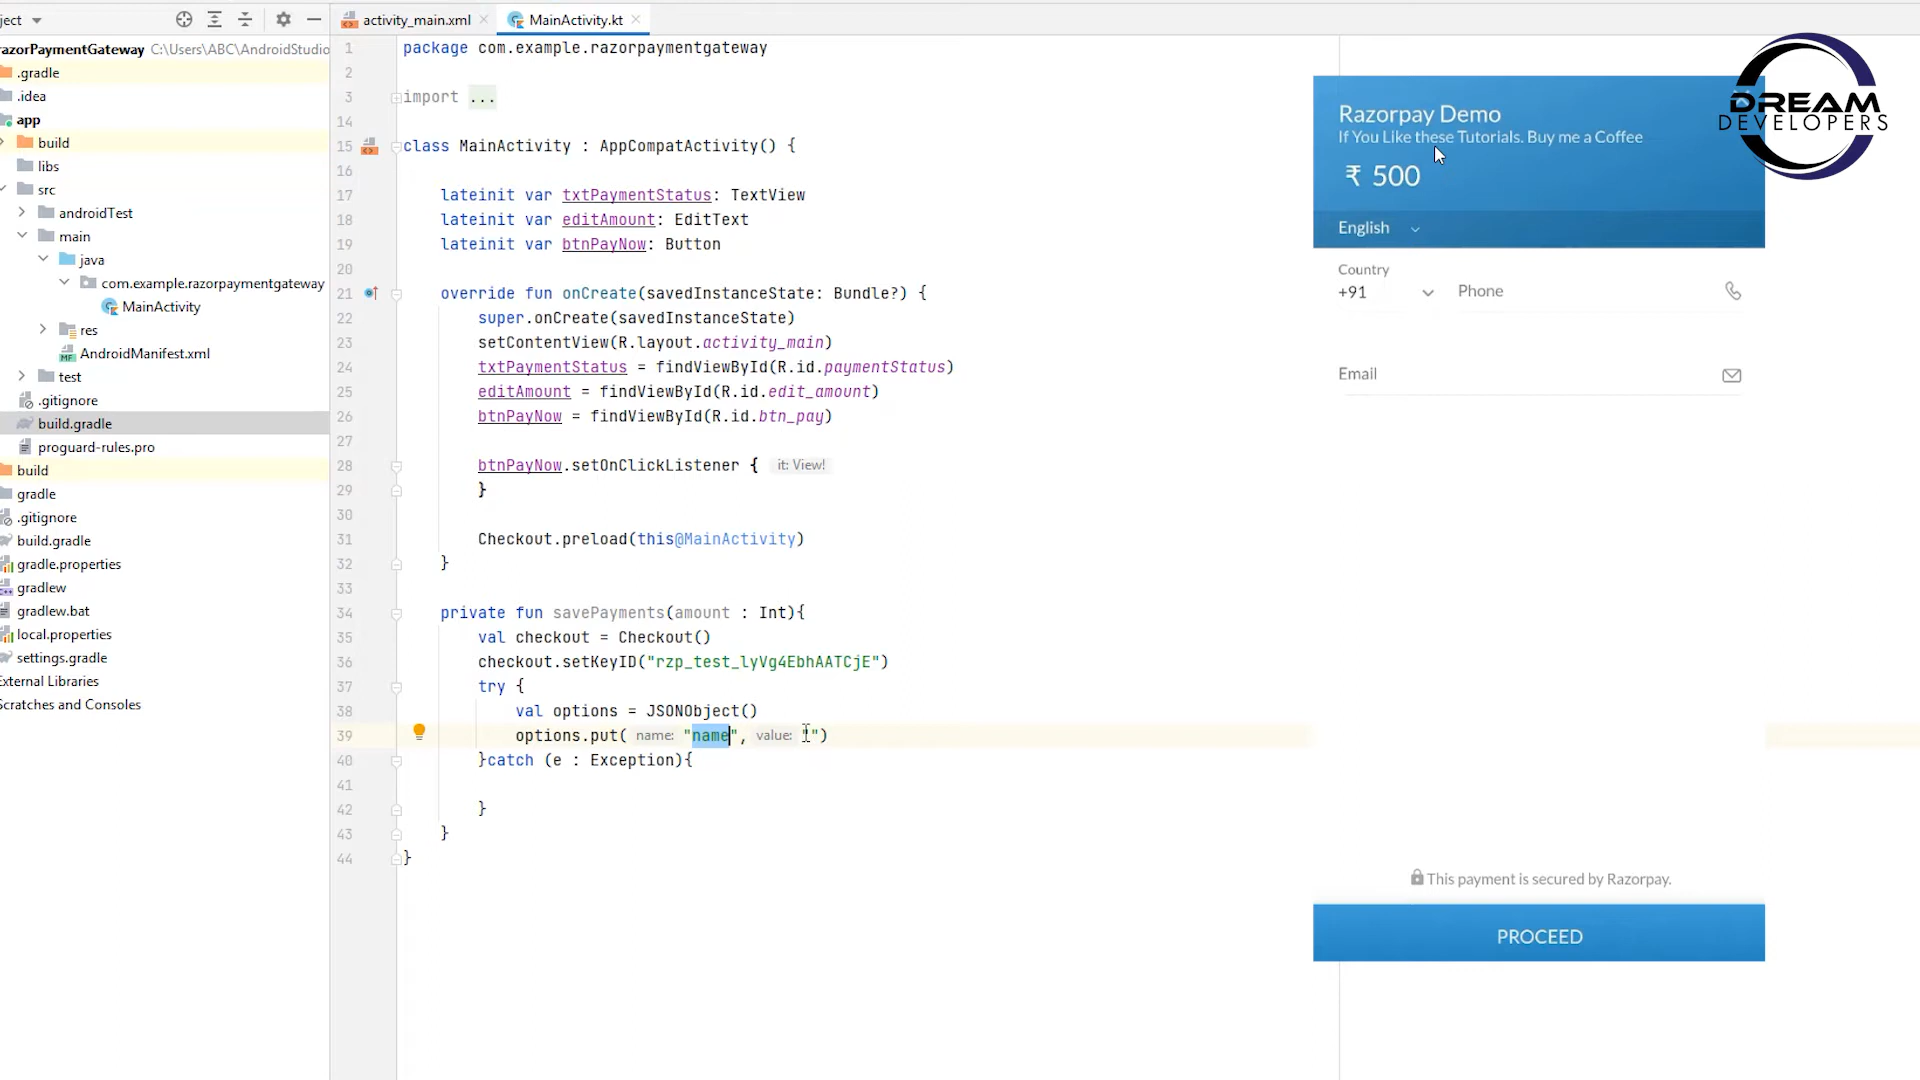 ject
activity_main.xml
MainActivity.kt
azorPaymentGateway C:\Users\ABC\AndroidStudio
.gradle
.idea
app
build
libs
src
androidTest
main
java
com.example.razorpaymentgateway
MainActivity
res
AndroidManifest.xml
test
.gitignore
build.gradle
proguard-rules.pro
build
gradle
.gitignore
build.gradle
gradle.properties
gradlew
gradlew.bat
local.properties
settings.gradle
External Libraries
Scratches and Consoles
1 package com.example.razorpaymentgateway
2
3 import ...
14
15 class MainActivity : AppCompatActivity() {
16
17 lateinit var txtPaymentStatus: TextView
18 lateinit var editAmount: EditText
19 lateinit var btnPayNow: Button
20
21 override fun onCreate(savedInstanceState: Bundle?) {
22 super.onCreate(savedInstanceState)
23 setContentView(R.layout.activity_main)
24 txtPaymentStatus = findViewById(R.id.paymentStatus)
25 editAmount = findViewById(R.id.edit_amount)
26 btnPayNow = findViewById(R.id.btn_pay)
27
28 btnPayNow.setOnClickListener { it: View!
29 }
30
31 Checkout.preload(this@MainActivity)
32 }
33
34 private fun savePayments(amount : Int){
35 val checkout = Checkout()
36 checkout.setKeyID("rzp_test_lyVg4EbhAATCjE")
37 try {
38 val options = JSONObject()
39 options.put( name: "name", value: "")
40 }catch (e : Exception){
41
42 }
43 }
44 }
Razorpay Demo
If You Like these Tutorials. Buy me a Coffee
₹ 500
English
Country
+91
Phone
Email
This payment is secured by Razorpay.
PROCEED
DREAM
DEVELOPERS